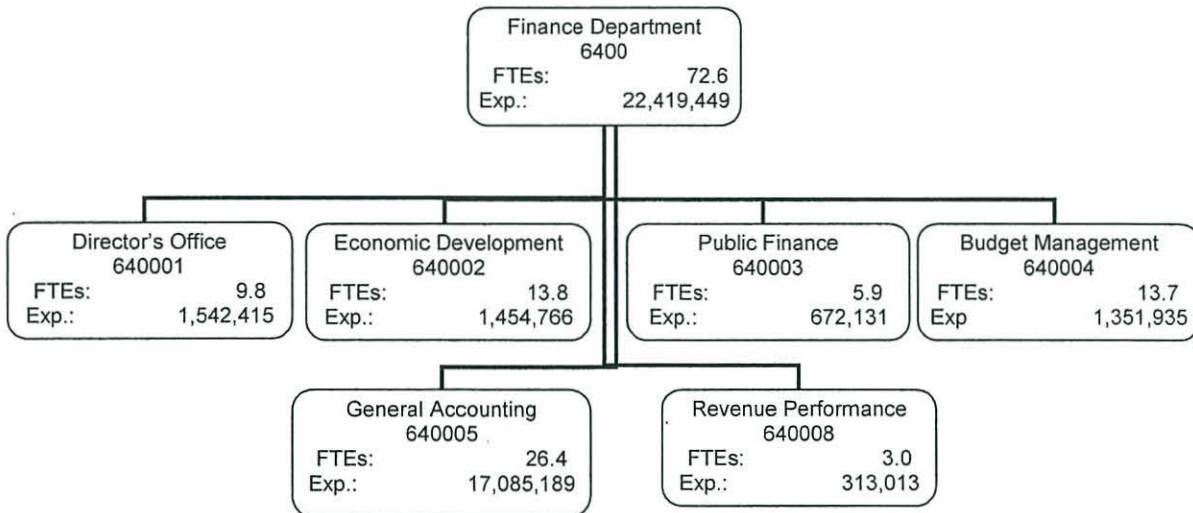 Finance Department
6400
FTEs: 72.6
Exp.: 22,419,449
Director's Office
640001
FTEs: 9.8
Exp.: 1,542,415
Economic Development
640002
FTEs: 13.8
Exp.: 1,454,766
Public Finance
640003
FTEs: 5.9
Exp.: 672,131
Budget Management
640004
FTEs: 13.7
Exp 1,351,935
General Accounting
640005
FTEs: 26.4
Exp.: 17,085,189
Revenue Performance
640008
FTEs: 3.0
Exp.: 313,013